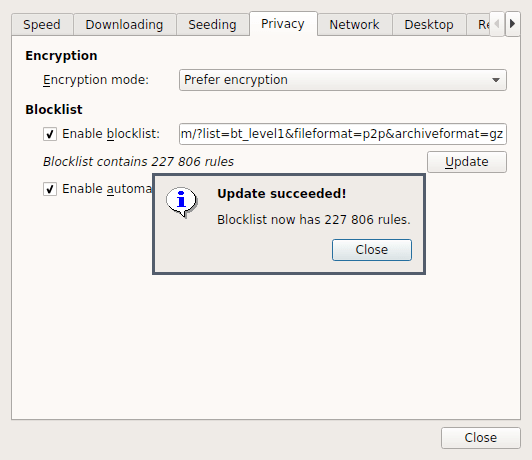 Speed Downloading Seeding Privacy Network Desktop
Encryption
Encryption mode: Prefer encryption
Blocklist
Enable blocklist: m/?list=bt_level1&fileformat=p2p&archiveformat=gz
Blocklist contains 227 806 rules Update
Enable automa
Update succeeded!
Blocklist now has 227 806 rules.
Close
Close